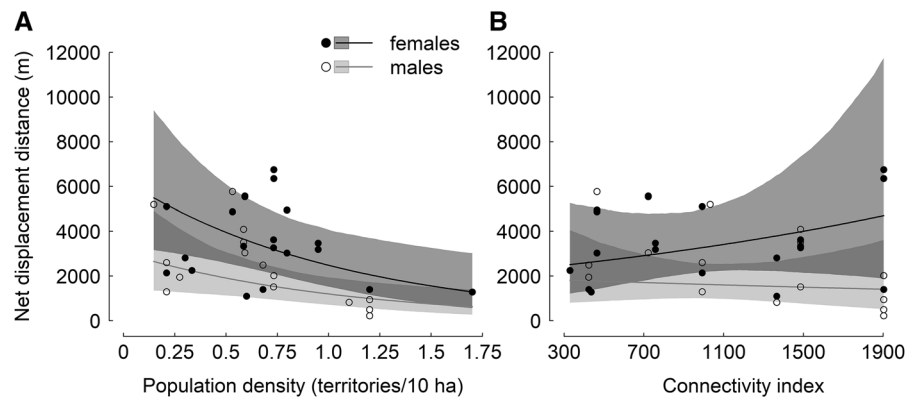 A
B
Net displacement distance (m)
12000
10000
8000
6000
4000
2000
0
females
males
0 0.25 0.5 0.75 1.0 1.25 1.5 1.75
Population density (territories/10 ha)
12000
10000
8000
6000
4000
2000
0
300 700 1100 1500 1900
Connectivity index